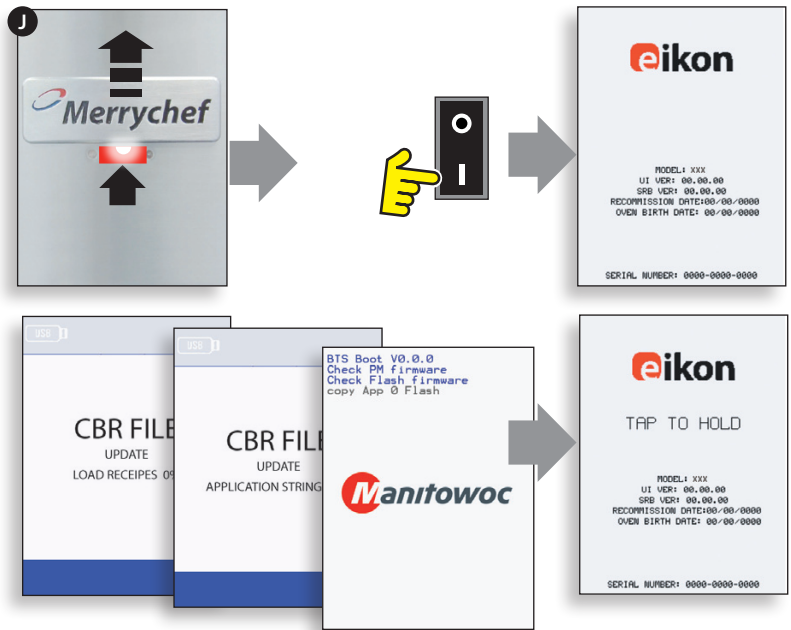 J
Merrychef
O
I
eikon
MODEL: XXX
UI VER: 00.00.00
SRB VER: 00.00.00
RECOMMISSION DATE:00/00/0000
OVEN BIRTH DATE: 00/00/0000
SERIAL NUMBER: 0000-0000-0000
USB
CBR FILE
UPDATE
LOAD RECEIPES 0%
USB
CBR FIL
UPDATE
APPLICATION STRING
BTS Boot V0.0.0
Check PM firmware
Check Flash firmware
copy App 0 Flash
Manitowoc
eikon
TAP TO HOLD
MODEL: XXX
UI VER: 00.00.00
SRB VER: 00.00.00
RECOMMISSION DATE:00/00/0000
OVEN BIRTH DATE: 00/00/0000
SERIAL NUMBER: 0000-0000-0000